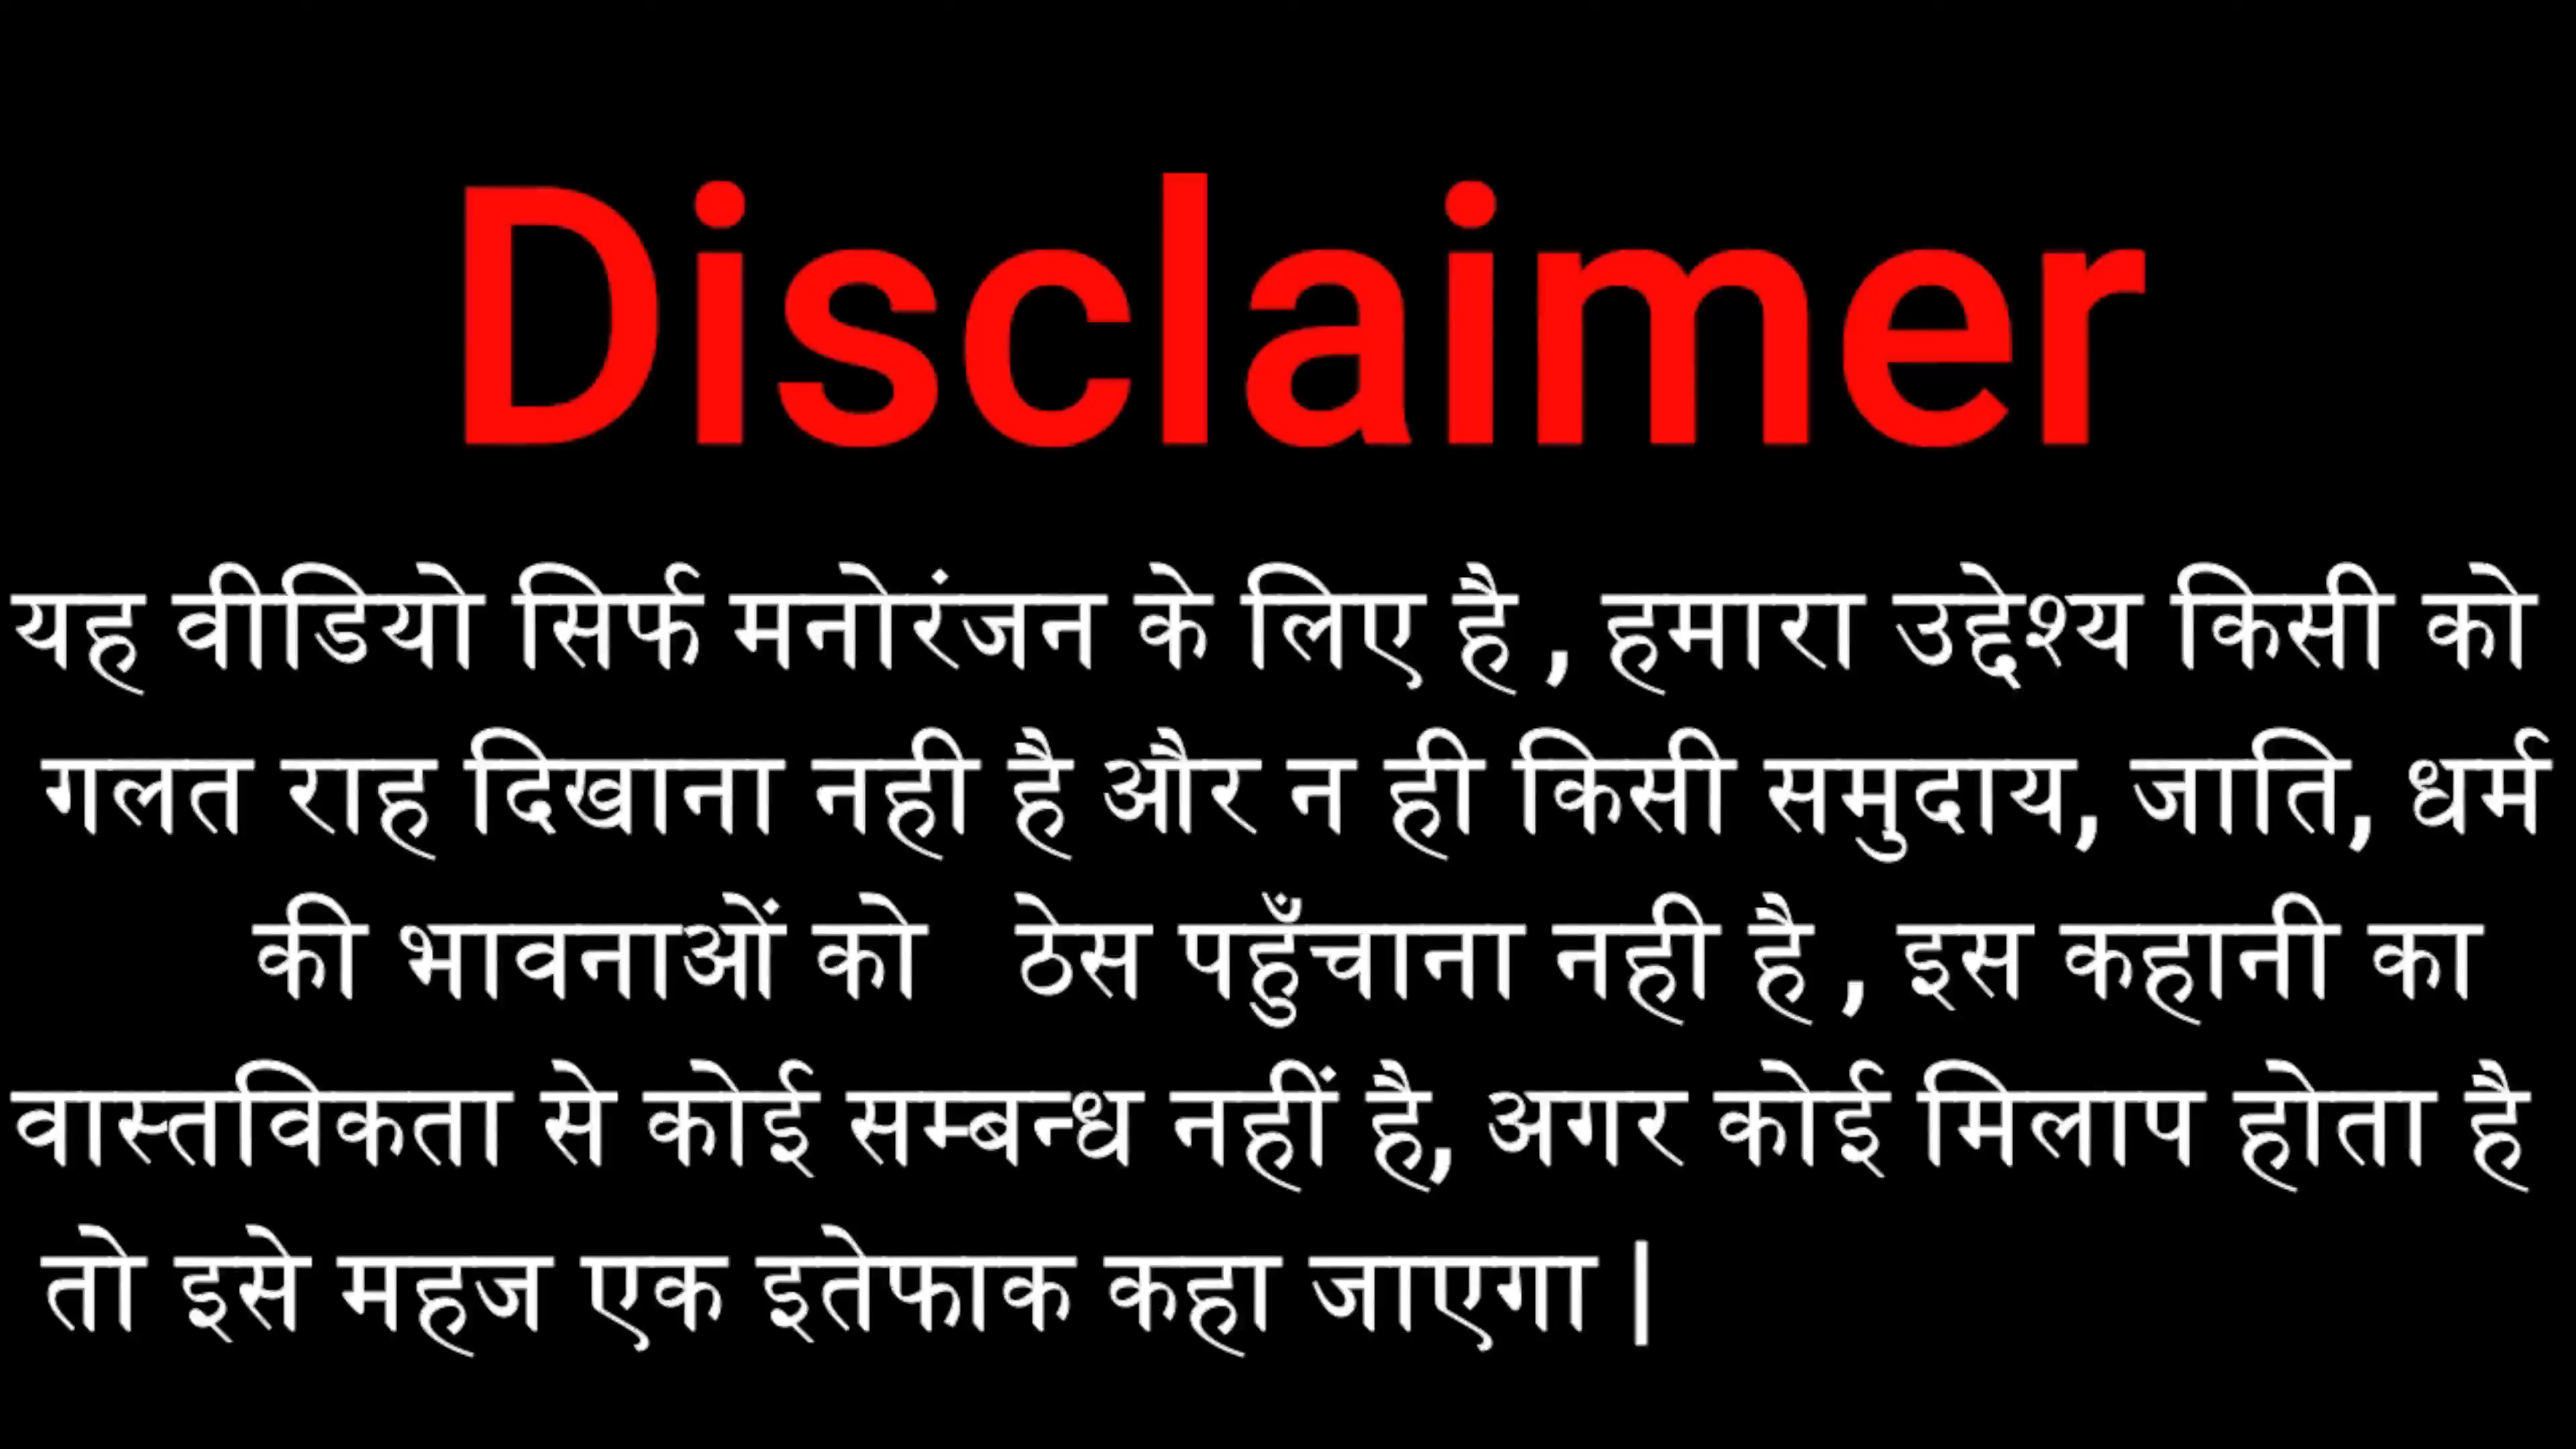 Disclaimer
यह वीडियो सिर्फ मनोरंजन के लिए है , हमारा उद्देश्य किसी को
गलत राह दिखाना नही है और न ही किसी समुदाय, जाति, धर्म
की भावनाओं को ठेस पहुँचाना नही है , इस कहानी का
वास्तविकता से कोई सम्बन्ध नहीं है, अगर कोई मिलाप होता है
तो इसे महज एक इतेफाक कहा जाएगा |